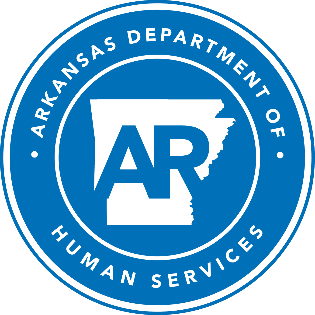 ARKANSAS DEPARTMENT OF
AR
HUMAN SERVICES